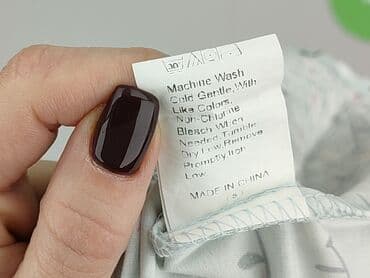 30
Machine Wash
Cold Gentle, With
Like Colors,
Non-Chlorine
Bleach When
Needed, Tumble
Dry Low, Remove
Promptly Iron
Low.
MADE IN CHINA